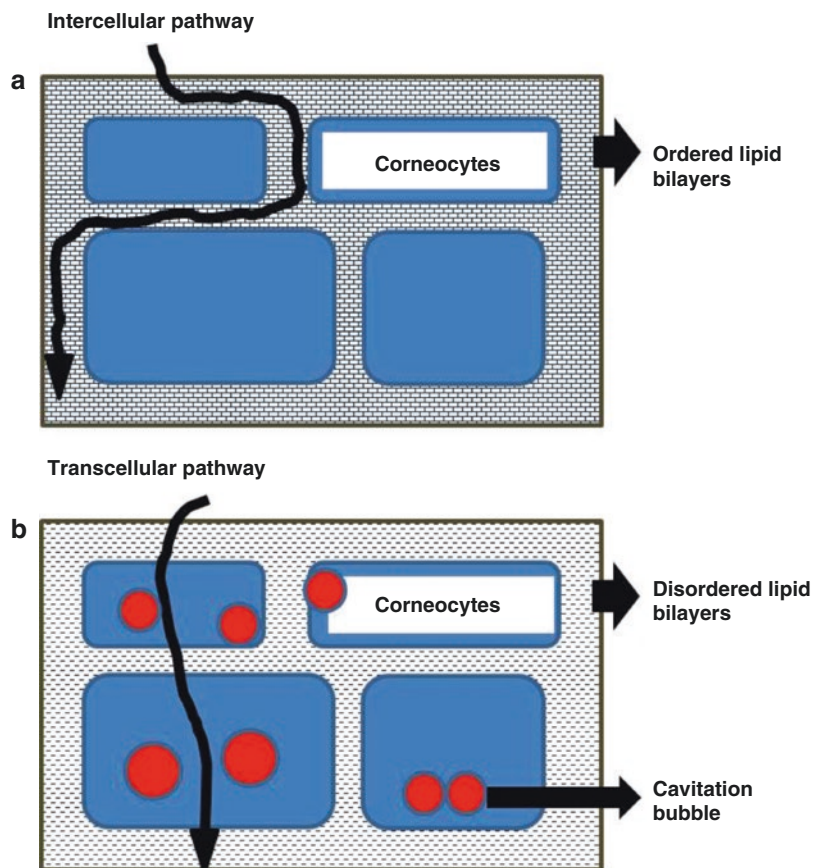 Intercellular pathway
a
Corneocytes
Ordered lipid
bilayers
Transcellular pathway
b
Corneocytes
Disordered lipid
bilayers
Cavitation
bubble